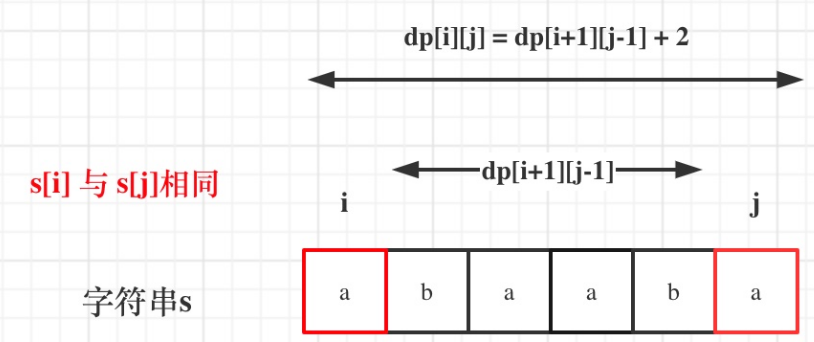 dp[i][j] = dp[i+1][j-1] + 2
dp[i+1][j-1]
s[i] 与 s[j]相同
i
j
字符串s
a b a a b a